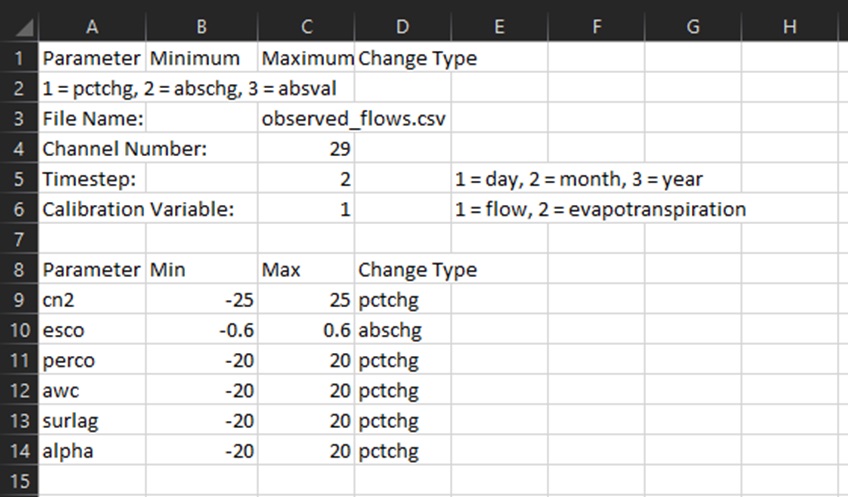 A B C D E F G H
1 Parameter Minimum Maximum Change Type
2 1 = pctchg, 2 = abschg, 3 = absval
3 File Name: observed_flows.csv
4 Channel Number: 29
5 Timestep: 2 1 = day, 2 = month, 3 = year
6 Calibration Variable: 1 1 = flow, 2 = evapotranspiration
7
8 Parameter Min Max Change Type
9 cn2 -25 25 pctchg
10 esco -0.6 0.6 abschg
11 perco -20 20 pctchg
12 awc -20 20 pctchg
13 surlag -20 20 pctchg
14 alpha -20 20 pctchg
15